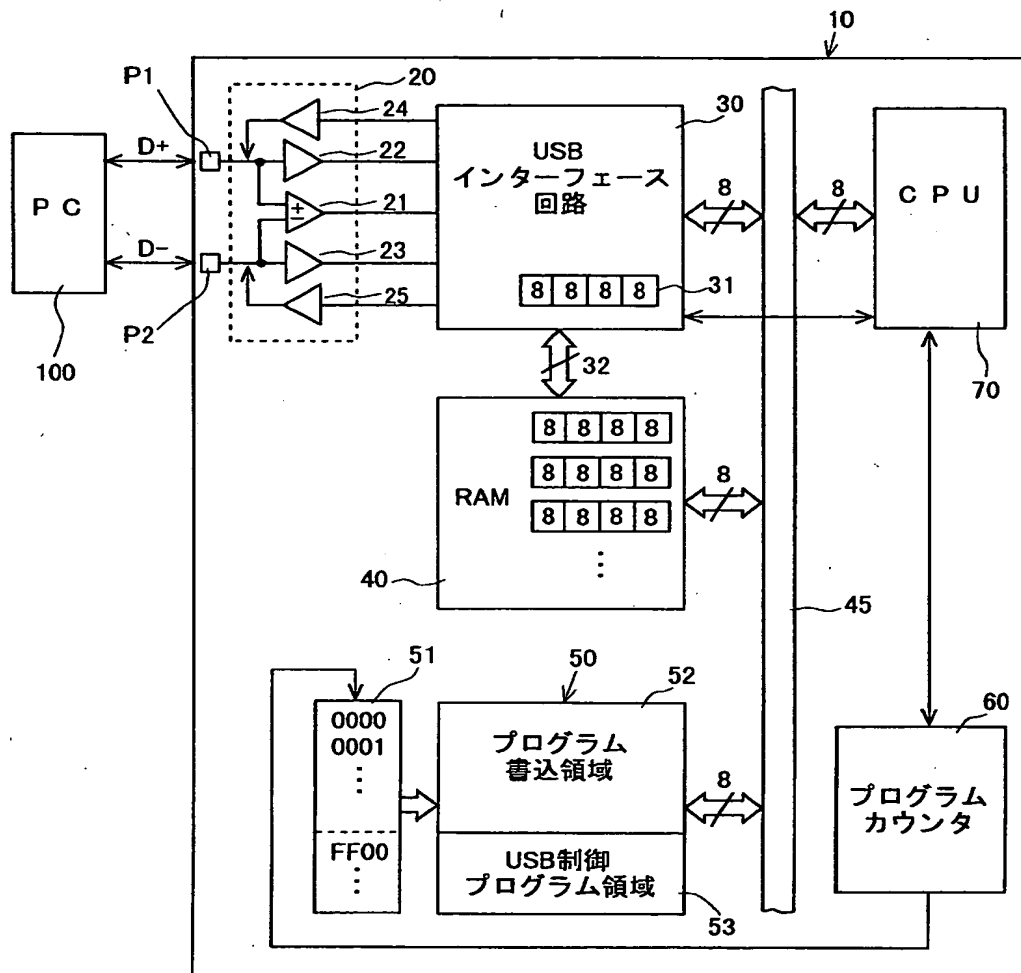 10
P1
20
24
22
21
23
25
D+
D-
PC
100
P2
+
−
USB
インターフェース
回路
30
8 8 8 8
31
8
8
CPU
70
32
RAM
8 8 8 8
8 8 8 8
8 8 8 8
⋮
40
8
45
51
0000
0001
⋮
FF00
⋮
50
52
プログラム
書込領域
USB制御
プログラム領域
53
8
60
プログラム
カウンタ